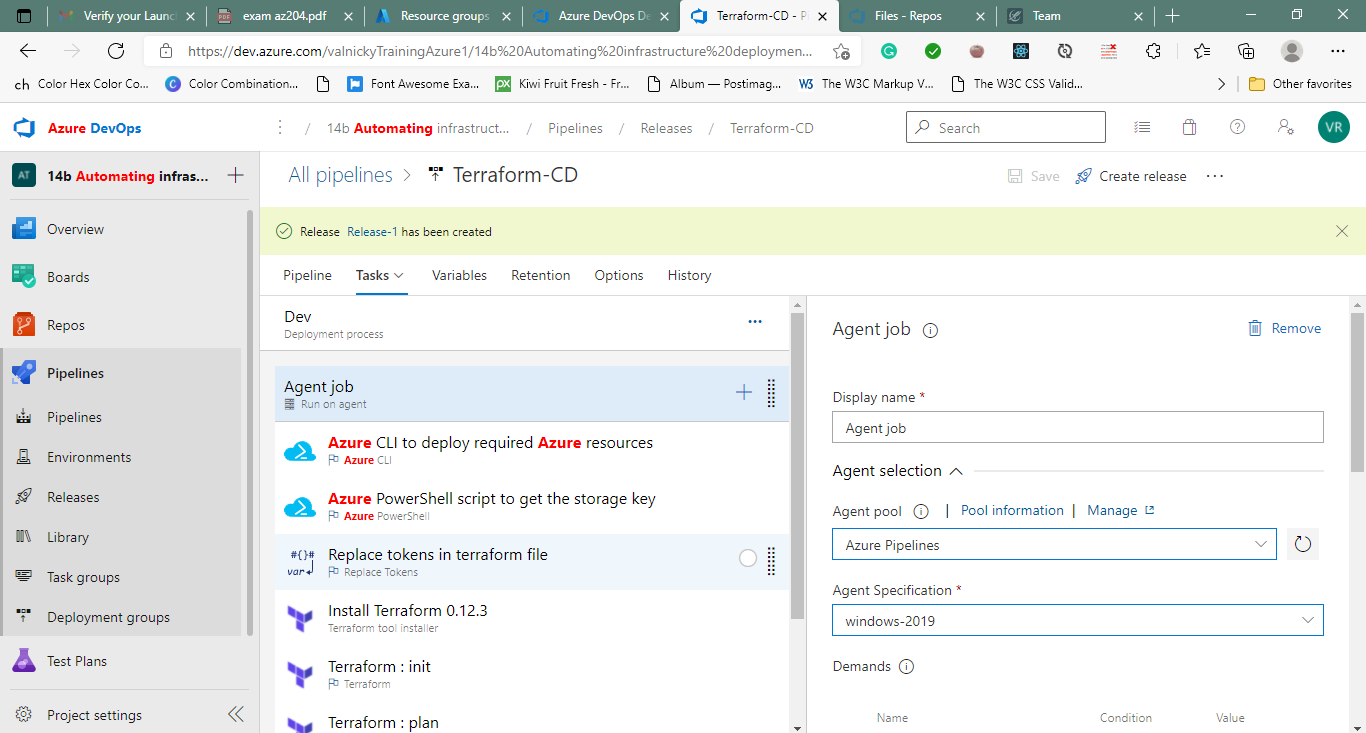 Verify your Launc
exam az204.pdf
Resource groups
Azure DevOps De
Terraform-CD - Pi
Files - Repos
Team
https://dev.azure.com/valnickyTrainingAzure1/14b%20Automating%20infrastructure%20deploymen...
Color Hex Color Co...
Color Combination...
Font Awesome Exa...
Kiwi Fruit Fresh - Fr...
Album — Postimag...
The W3C Markup V...
The W3C CSS Valid...
Other favorites
Azure DevOps
/ 14b Automating infrastruct... / Pipelines / Releases / Terraform-CD
Search
VR
AT
14b Automating infras...
Overview
Boards
Repos
Pipelines
Pipelines
Environments
Releases
Library
Task groups
Deployment groups
Test Plans
Project settings
All pipelines > Terraform-CD
Save
Create release
Release Release-1 has been created
Pipeline
Tasks
Variables
Retention
Options
History
Dev
Deployment process
Agent job
Run on agent
Azure CLI to deploy required Azure resources
Azure CLI
Azure PowerShell script to get the storage key
Azure PowerShell
#{}#
var
Replace tokens in terraform file
Replace Tokens
Install Terraform 0.12.3
Terraform tool installer
Terraform : init
Terraform
Terraform : plan
Agent job
Remove
Display name *
Agent job
Agent selection
Agent pool | Pool information | Manage
Azure Pipelines
Agent Specification *
windows-2019
Demands
Name
Condition
Value